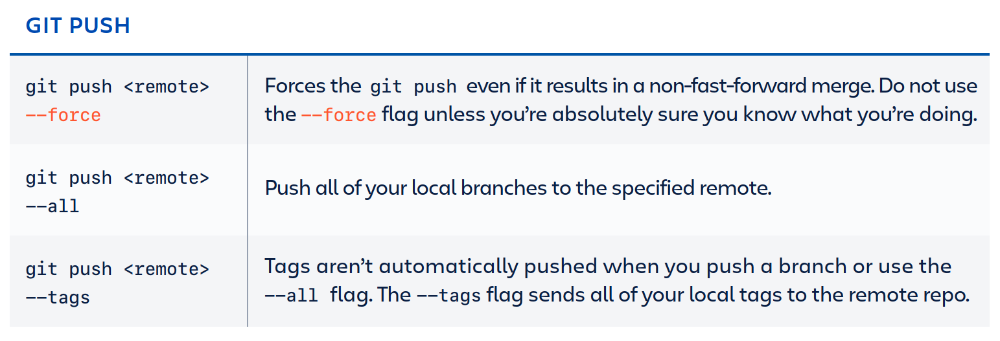 GIT PUSH
git push <remote>
--force
Forces the git push even if it results in a non-fast-forward merge. Do not use
the --force flag unless you’re absolutely sure you know what you’re doing.
git push <remote>
--all
Push all of your local branches to the specified remote.
git push <remote>
--tags
Tags aren’t automatically pushed when you push a branch or use the
--all flag. The --tags flag sends all of your local tags to the remote repo.